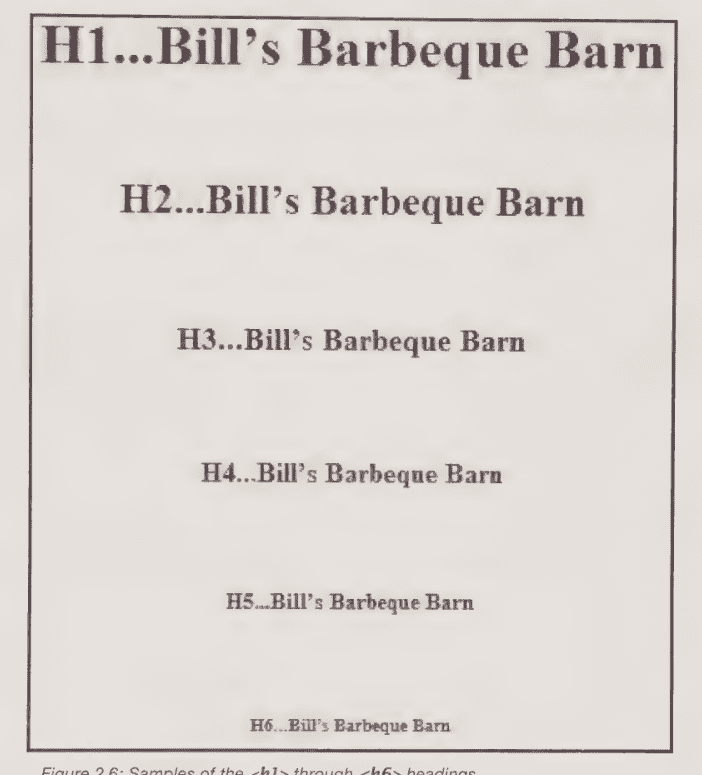 H1...Bill's Barbeque Barn
H2...Bill's Barbeque Barn
H3...Bill's Barbeque Barn
H4...Bill's Barbeque Barn
H5...Bill's Barbeque Barn
H6...Bill's Barbeque Barn
Figure 2.6: Samples of the <h1> through <h6> headings